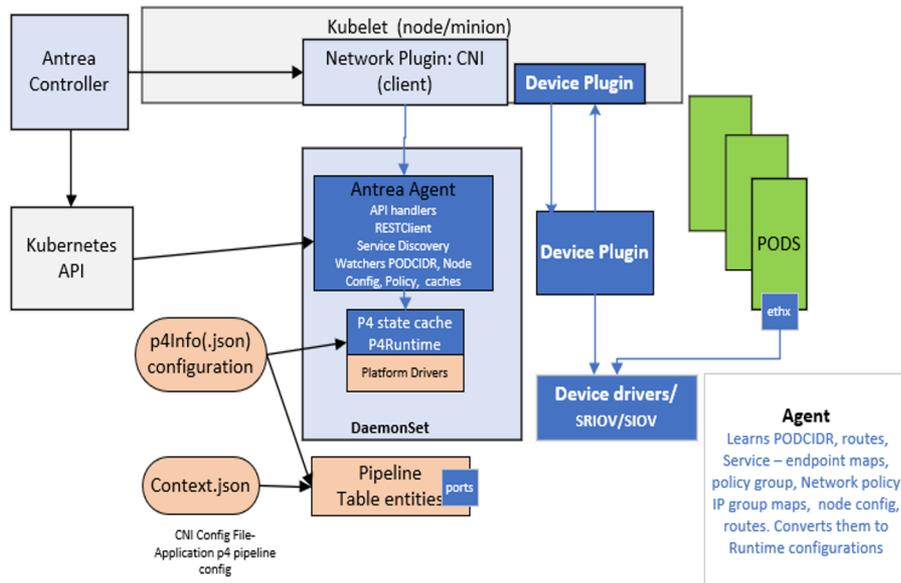 Kubelet  (node/minion)
Antrea
Controller
Network Plugin: CNI
(client)
Device Plugin
Antrea Agent
API handlers
RESTClient
Service Discovery
Watchers PODCIDR, Node
Config, Policy,  caches
Kubernetes
API
Device Plugin
PODS
ethx
p4Info(.json)
configuration
P4 state cache
P4Runtime
Platform Drivers
Device drivers/
SRIOV/SIOV
DaemonSet
Context.json
Pipeline
Table entities
ports
CNI Config File-
Application p4 pipeline
config
Agent
Learns PODCIDR, routes,
Service – endpoint maps,
policy group, Network policy
IP group maps,  node config,
routes. Converts them to
Runtime configurations